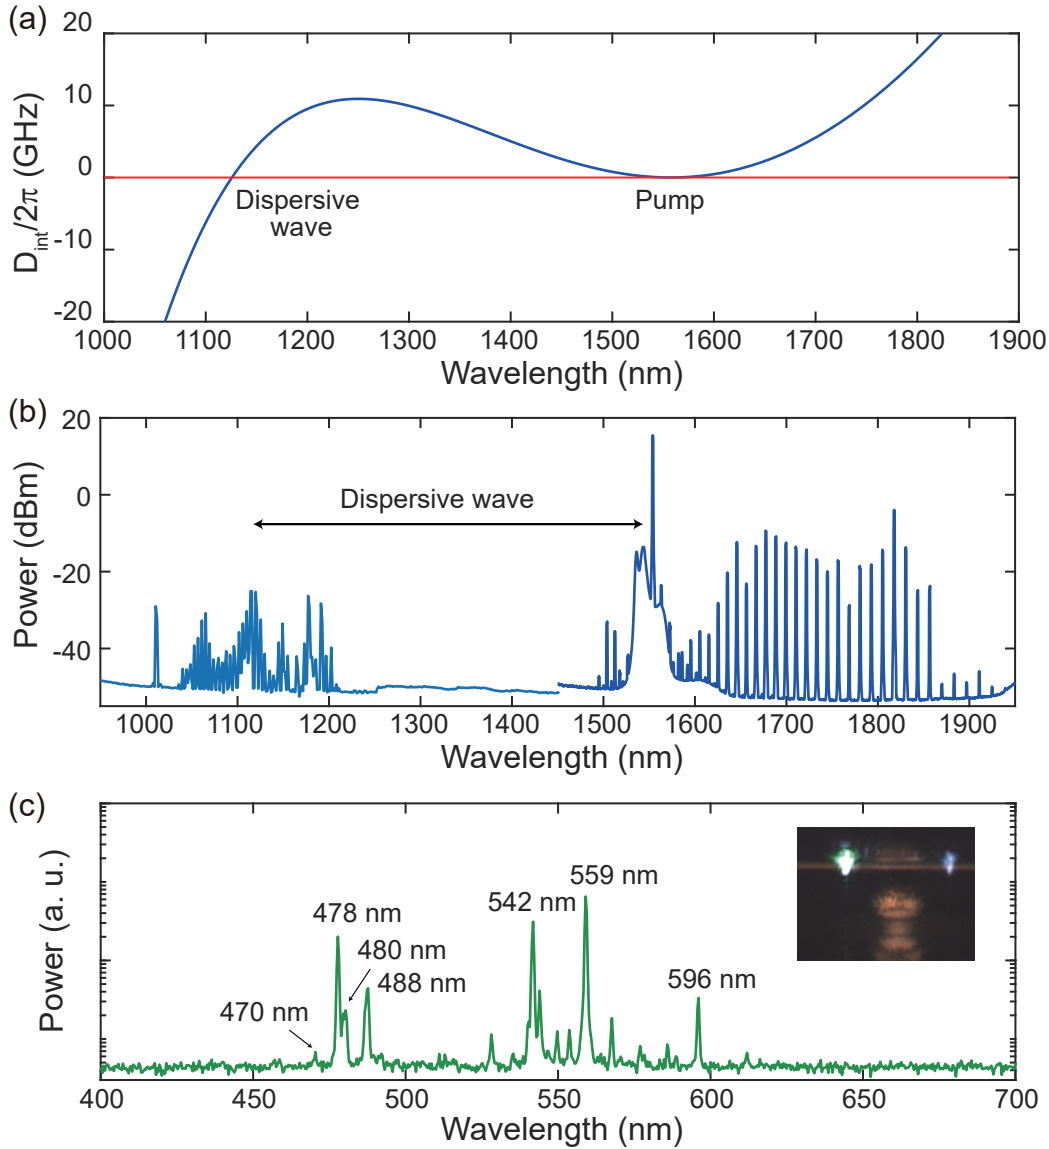 (a)
20
10
0
-10
-20
D_int/2π (GHz)
Dispersive
wave
Pump
1000 1100 1200 1300 1400 1500 1600 1700 1800 1900
Wavelength (nm)
(b)
20
0
-20
-40
Power (dBm)
Dispersive wave
1000 1100 1200 1300 1400 1500 1600 1700 1800 1900
Wavelength (nm)
(c)
Power (a. u.)
559 nm
542 nm
478 nm
480 nm
488 nm
596 nm
470 nm
400 450 500 550 600 650 700
Wavelength (nm)